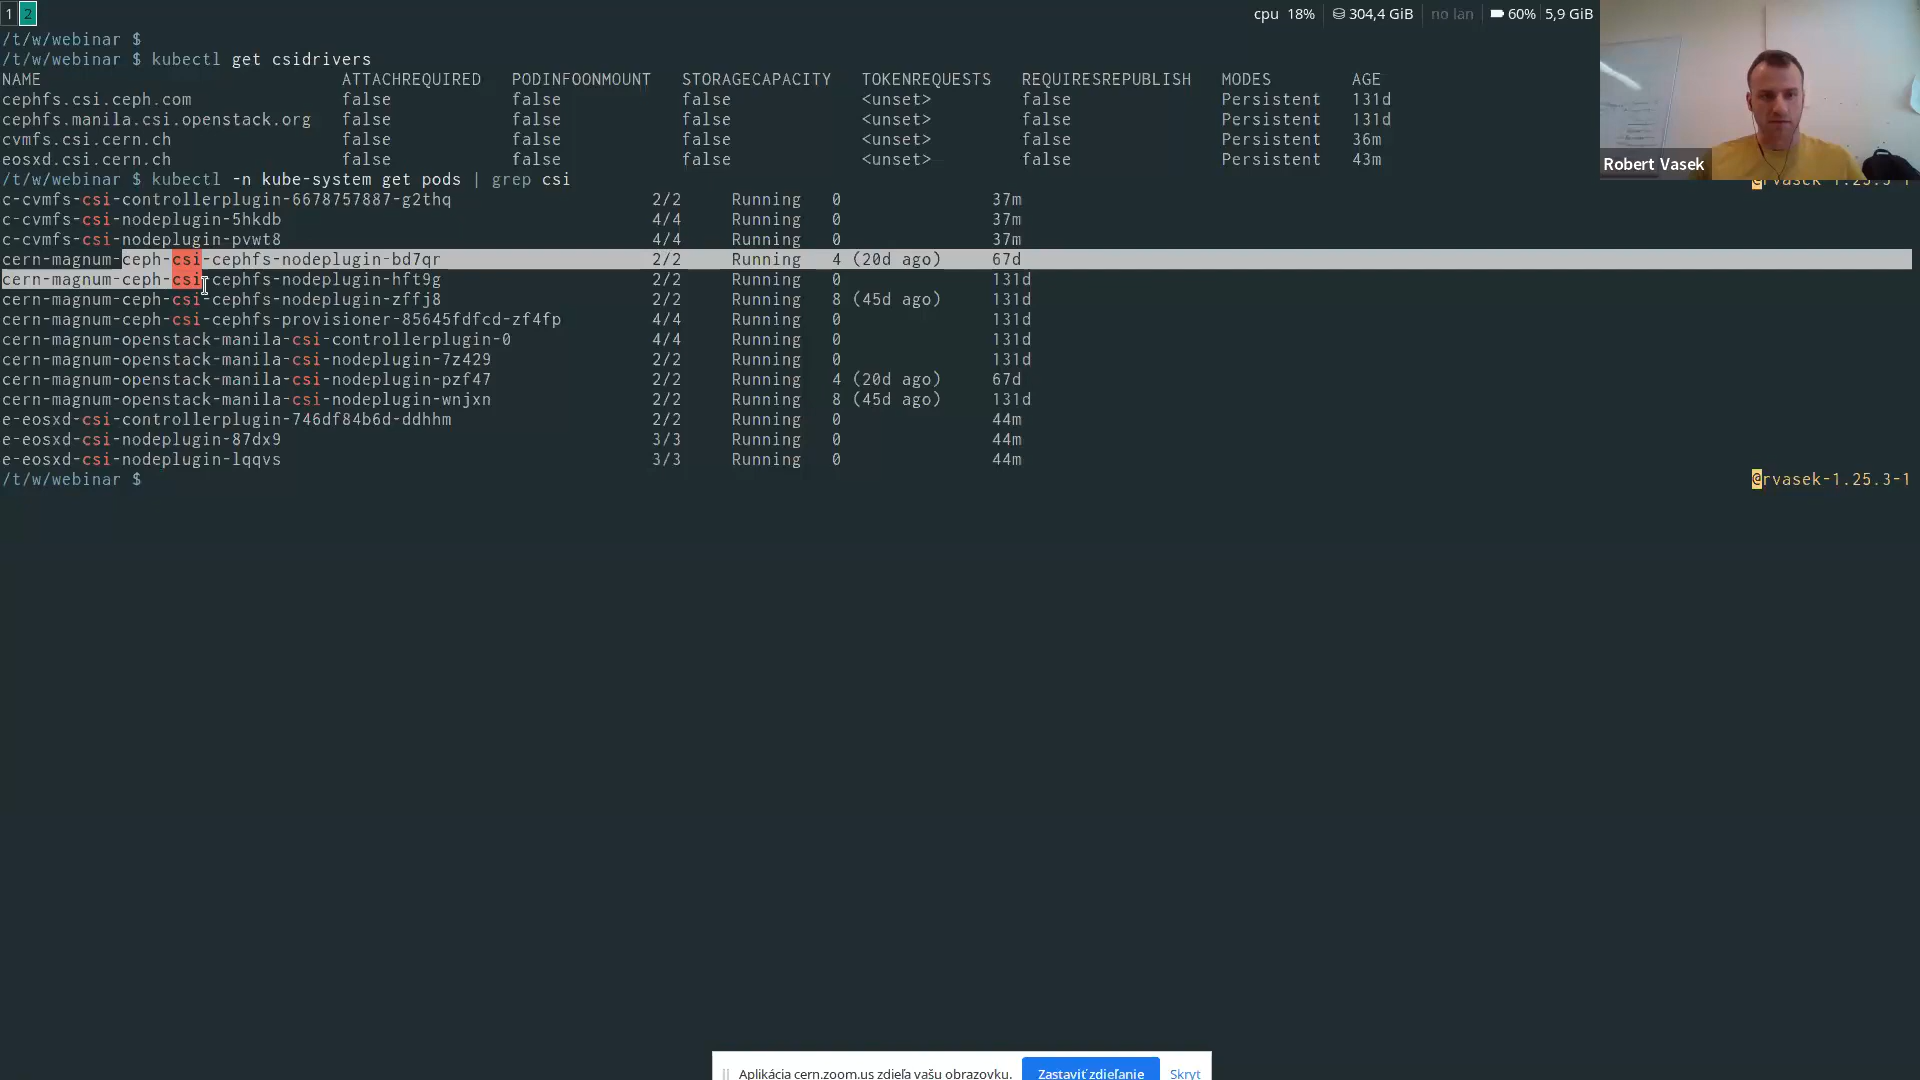 1 2 cpu 18% 304,4 GiB no lan 60% 5,9 GiB
/t/w/webinar $
/t/w/webinar $ kubectl get csidrivers
NAME ATTACHREQUIRED PODINFOONMOUNT STORAGECAPACITY TOKENREQUESTS REQUIRESREPUBLISH MODES AGE
cephfs.csi.ceph.com false false false <unset> false Persistent 131d
cephfs.manila.csi.openstack.org false false false <unset> false Persistent 131d
cvmfs.csi.cern.ch false false false <unset> false Persistent 36m
eosxd.csi.cern.ch false false false <unset> false Persistent 43m
Robert Vasek
/t/w/webinar $ kubectl -n kube-system get pods | grep csi @rvasek-1.25.3-1
c-cvmfs-csi-controllerplugin-6678757887-g2thq 2/2 Running 0 37m
c-cvmfs-csi-nodeplugin-5hkdb 4/4 Running 0 37m
c-cvmfs-csi-nodeplugin-pvwt8 4/4 Running 0 37m
cern-magnum-ceph-csi-cephfs-nodeplugin-bd7qr 2/2 Running 4 (20d ago) 67d
cern-magnum-ceph-csi-cephfs-nodeplugin-hft9g 2/2 Running 0 131d
cern-magnum-ceph-csi-cephfs-nodeplugin-zffj8 2/2 Running 8 (45d ago) 131d
cern-magnum-ceph-csi-cephfs-provisioner-85645fdfcd-zf4fp 4/4 Running 0 131d
cern-magnum-openstack-manila-csi-controllerplugin-0 4/4 Running 0 131d
cern-magnum-openstack-manila-csi-nodeplugin-7z429 2/2 Running 0 131d
cern-magnum-openstack-manila-csi-nodeplugin-pzf47 2/2 Running 4 (20d ago) 67d
cern-magnum-openstack-manila-csi-nodeplugin-wnjxn 2/2 Running 8 (45d ago) 131d
e-eosxd-csi-controllerplugin-746df84b6d-ddhhm 2/2 Running 0 44m
e-eosxd-csi-nodeplugin-87dx9 3/3 Running 0 44m
e-eosxd-csi-nodeplugin-lqqvs 3/3 Running 0 44m
/t/w/webinar $ @rvasek-1.25.3-1
Aplikácia cern.zoom.us zdieľa vašu obrazovku. Zastaviť zdieľanie Skryť